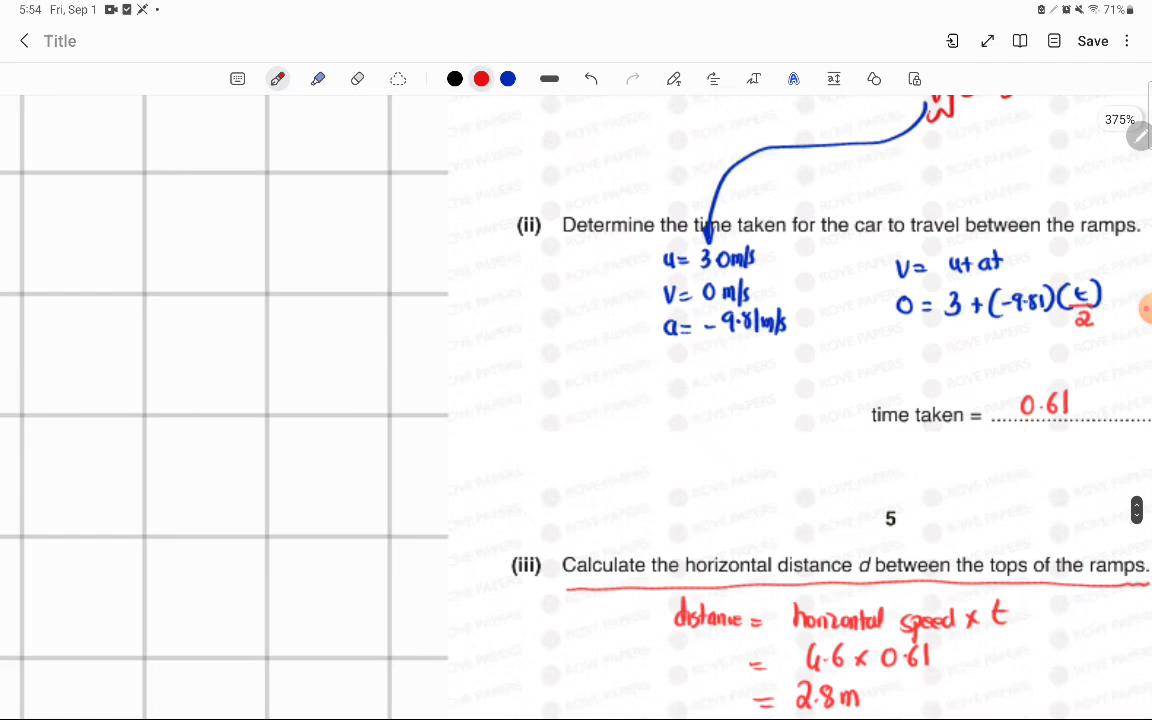 5:54 Fri, Sep 1
71%
Title
Save
375%
(ii) Determine the time taken for the car to travel between the ramps.
u= 3.0m/s
v= u+at
V= 0 m/s
0 = 3 + (-9.81)(t/2)
a= - 9.81m/s
time taken = 0.61
5
(iii) Calculate the horizontal distance d between the tops of the ramps.
distance = horizontal speed × t
= 4.6 × 0.61
= 2.8m